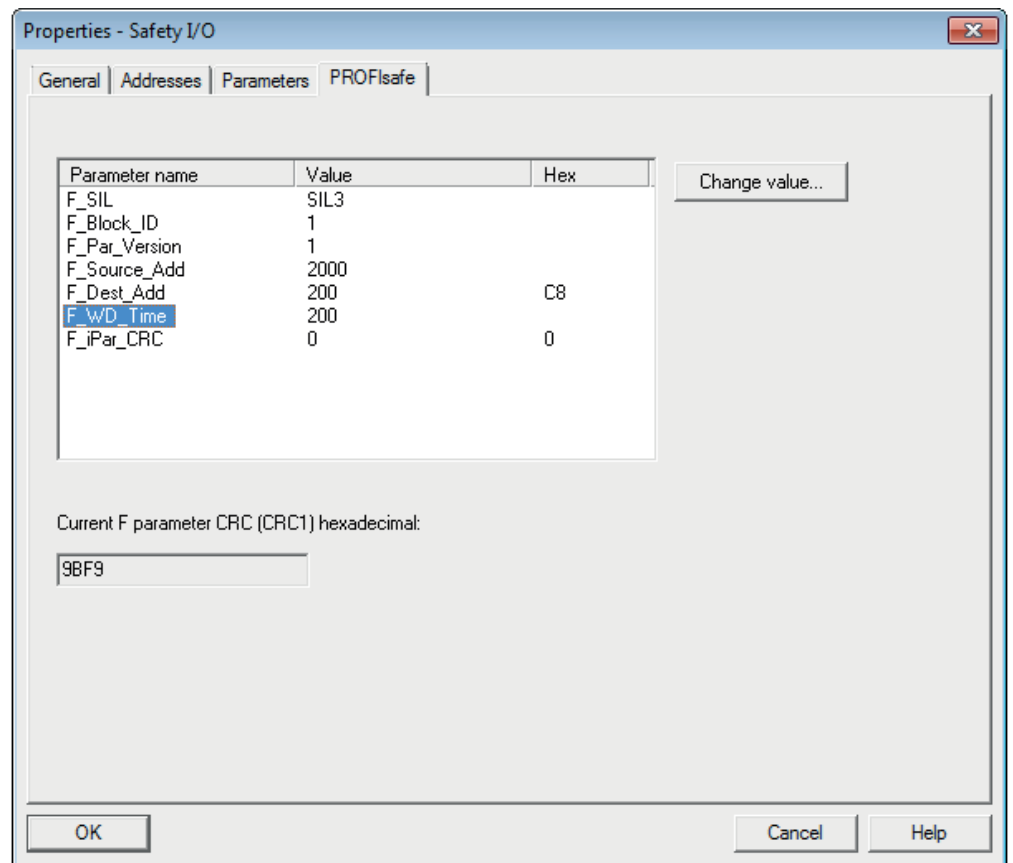 Properties - Safety I/O
General Addresses Parameters PROFIsafe
Parameter name Value Hex
Change value...
F_SIL SIL3
F_Block_ID 1
F_Par_Version 1
F_Source_Add 2000
F_Dest_Add 200 C8
F_WD_Time 200
F_iPar_CRC 0 0
Current F parameter CRC (CRC1) hexadecimal:
9BF9
OK Cancel Help